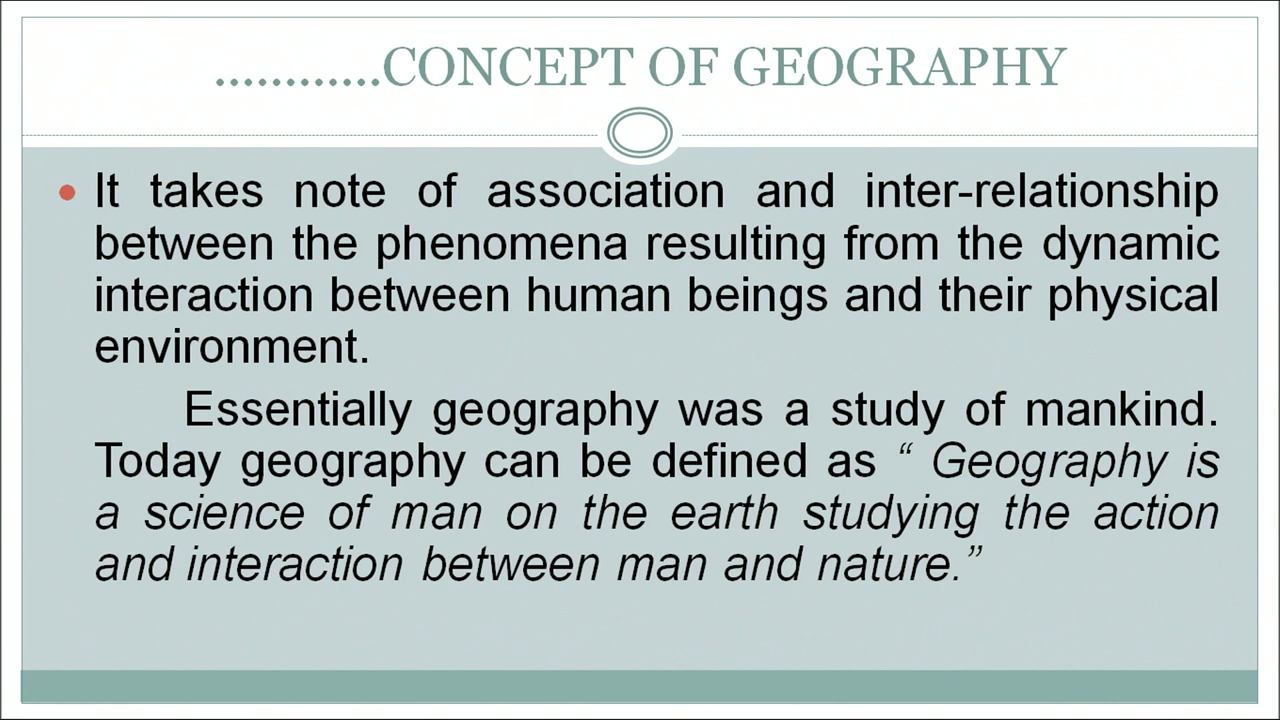 ............CONCEPT OF GEOGRAPHY
• It takes note of association and inter-relationship
between the phenomena resulting from the dynamic
interaction between human beings and their physical
environment.
Essentially geography was a study of mankind.
Today geography can be defined as “ Geography is
a science of man on the earth studying the action
and interaction between man and nature.”